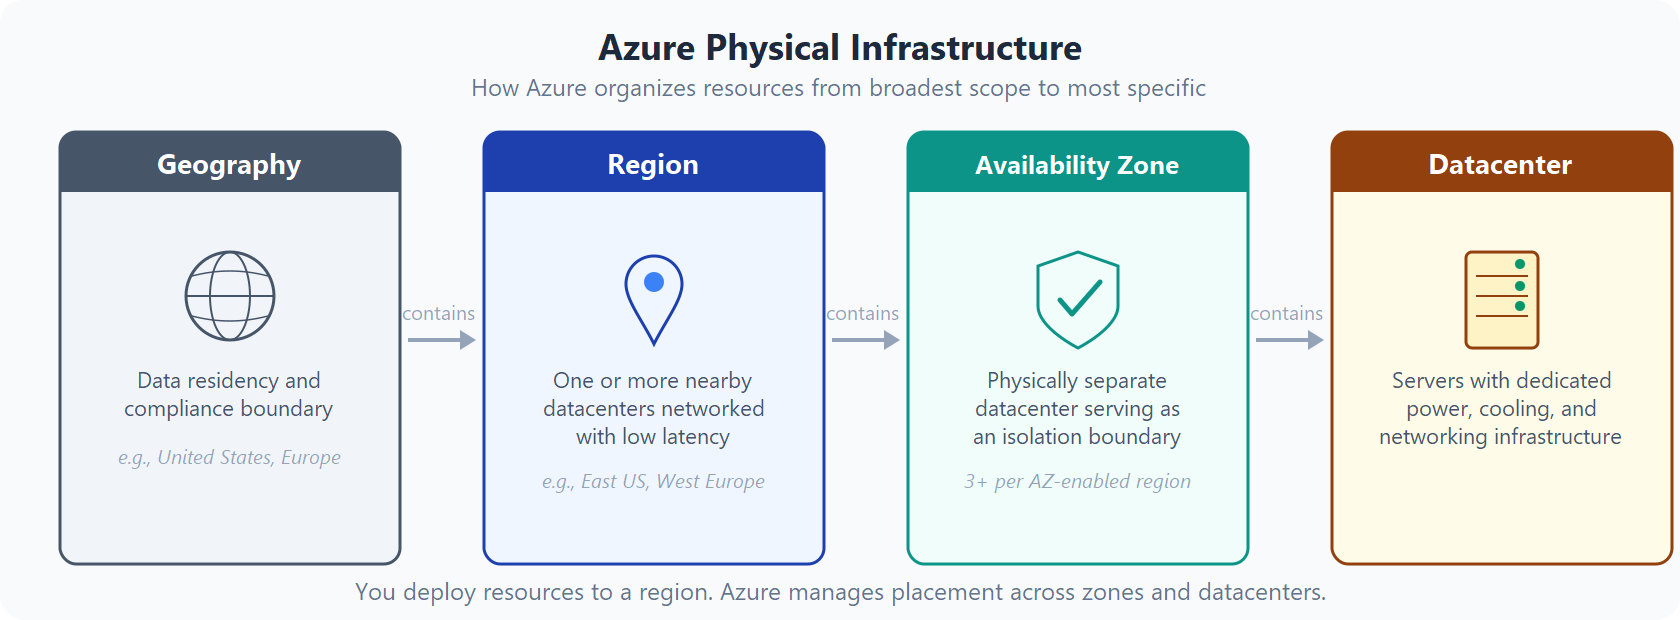 Azure Physical Infrastructure
How Azure organizes resources from broadest scope to most specific
Geography
Data residency and
compliance boundary
e.g., United States, Europe
contains
Region
One or more nearby
datacenters networked
with low latency
e.g., East US, West Europe
contains
Availability Zone
Physically separate
datacenter serving as
an isolation boundary
3+ per AZ-enabled region
contains
Datacenter
Servers with dedicated
power, cooling, and
networking infrastructure
You deploy resources to a region. Azure manages placement across zones and datacenters.